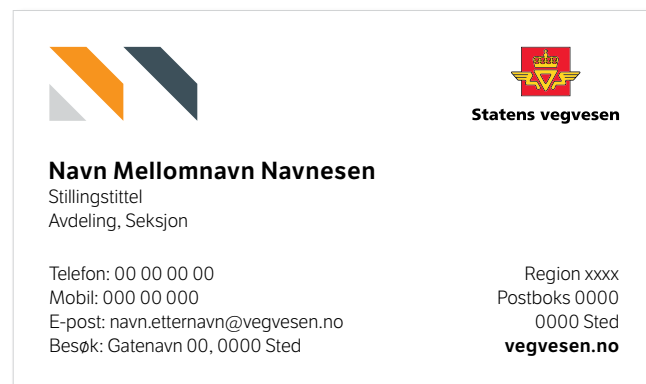 Statens vegvesen
Navn Mellomnavn Navnesen
Stillingstittel
Avdeling, Seksjon
Telefon: 00 00 00 00
Mobil: 000 00 000
E-post: navn.etternavn@vegvesen.no
Besøk: Gatenavn 00, 0000 Sted
Region xxxx
Postboks 0000
0000 Sted
vegvesen.no